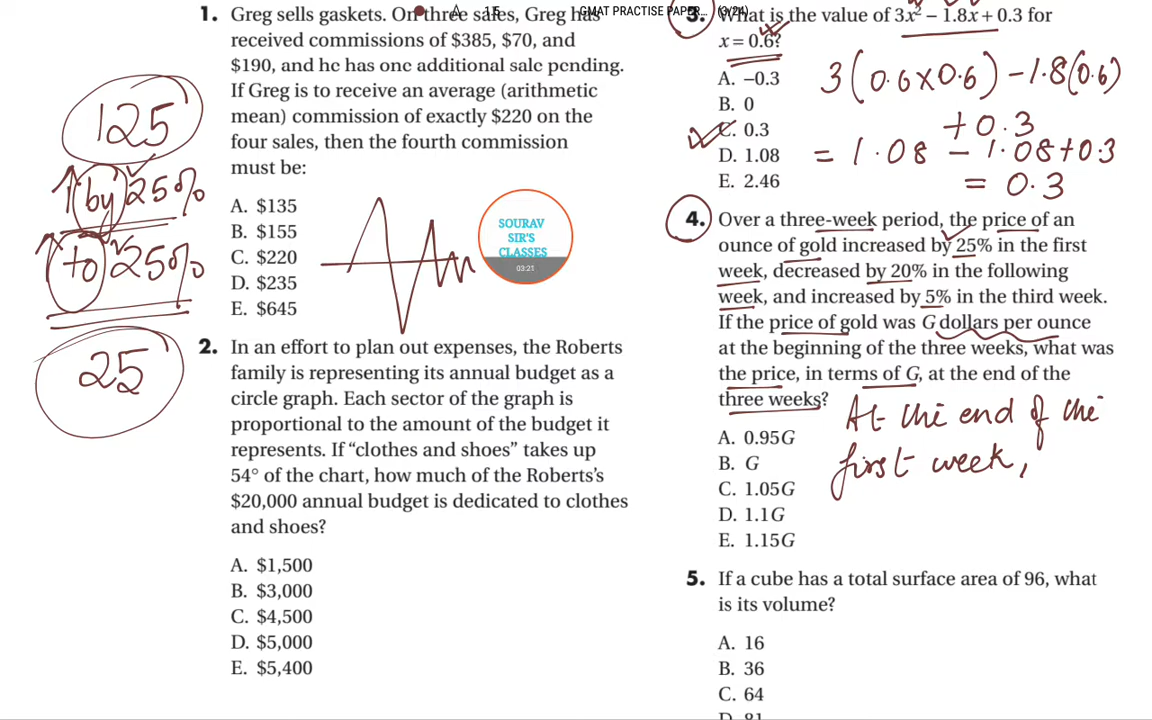 GMAT PRACTISE PAPER... (3/24)
1. Greg sells gaskets. On three sales, Greg has
received commissions of $385, $70, and
$190, and he has one additional sale pending.
If Greg is to receive an average (arithmetic
mean) commission of exactly $220 on the
four sales, then the fourth commission
must be:
A. $135
B. $155
C. $220
D. $235
E. $645
125
↑ by 25%
↑ to 25%
25
SOURAV
SIR'S
CLASSES
03:21
2. In an effort to plan out expenses, the Roberts
family is representing its annual budget as a
circle graph. Each sector of the graph is
proportional to the amount of the budget it
represents. If “clothes and shoes” takes up
54° of the chart, how much of the Roberts’s
$20,000 annual budget is dedicated to clothes
and shoes?
A. $1,500
B. $3,000
C. $4,500
D. $5,000
E. $5,400
3. What is the value of 3x² − 1.8x + 0.3 for
x = 0.6?
A. −0.3
B. 0
C. 0.3
D. 1.08
E. 2.46
3(0.6×0.6) − 1.8(0.6)
+ 0.3
= 1.08 − 1.08 + 0.3
= 0.3
4. Over a three-week period, the price of an
ounce of gold increased by 25% in the first
week, decreased by 20% in the following
week, and increased by 5% in the third week.
If the price of gold was G dollars per ounce
at the beginning of the three weeks, what was
the price, in terms of G, at the end of the
three weeks?
A. 0.95G
B. G
C. 1.05G
D. 1.1G
E. 1.15G
At the end of the
first week,
5. If a cube has a total surface area of 96, what
is its volume?
A. 16
B. 36
C. 64
D. 81